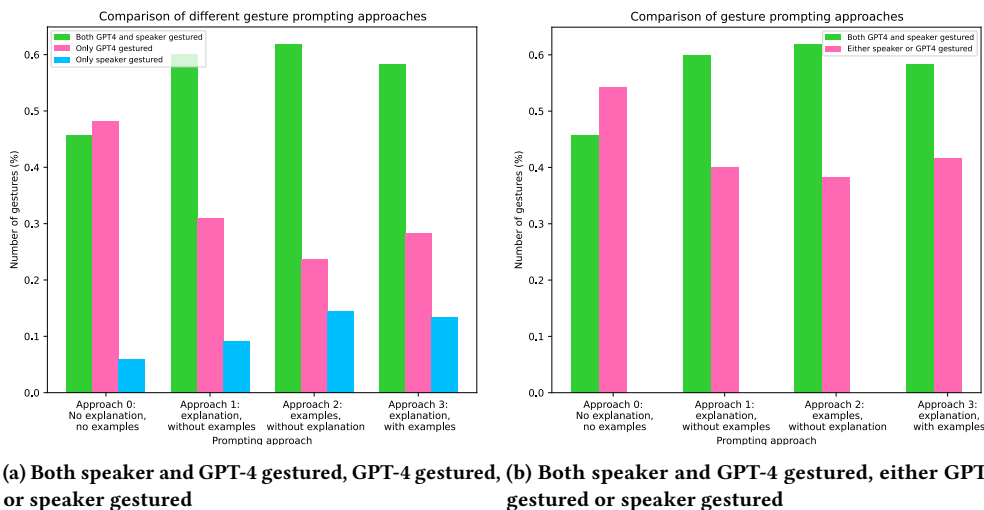 Comparison of different gesture prompting approaches
Both GPT4 and speaker gestured
Only GPT4 gestured
Only speaker gestured
Number of gestures (%)
0.6
0.5
0.4
0.3
0.2
0.1
0.0
Approach 0:
No explanation,
no examples
Approach 1:
explanation,
without examples
Approach 2:
examples,
without explanation
Approach 3:
explanation,
with examples
Prompting approach
Comparison of gesture prompting approaches
Both GPT4 and speaker gestured
Either speaker or GPT4 gestured
Number of gestures (%)
0.6
0.5
0.4
0.3
0.2
0.1
0.0
Approach 0:
No explanation,
no examples
Approach 1:
explanation,
without examples
Approach 2:
examples,
without explanation
Approach 3:
explanation,
with examples
Prompting approach
(a) Both speaker and GPT-4 gestured, GPT-4 gestured,
or speaker gestured
(b) Both speaker and GPT-4 gestured, either GPT
gestured or speaker gestured